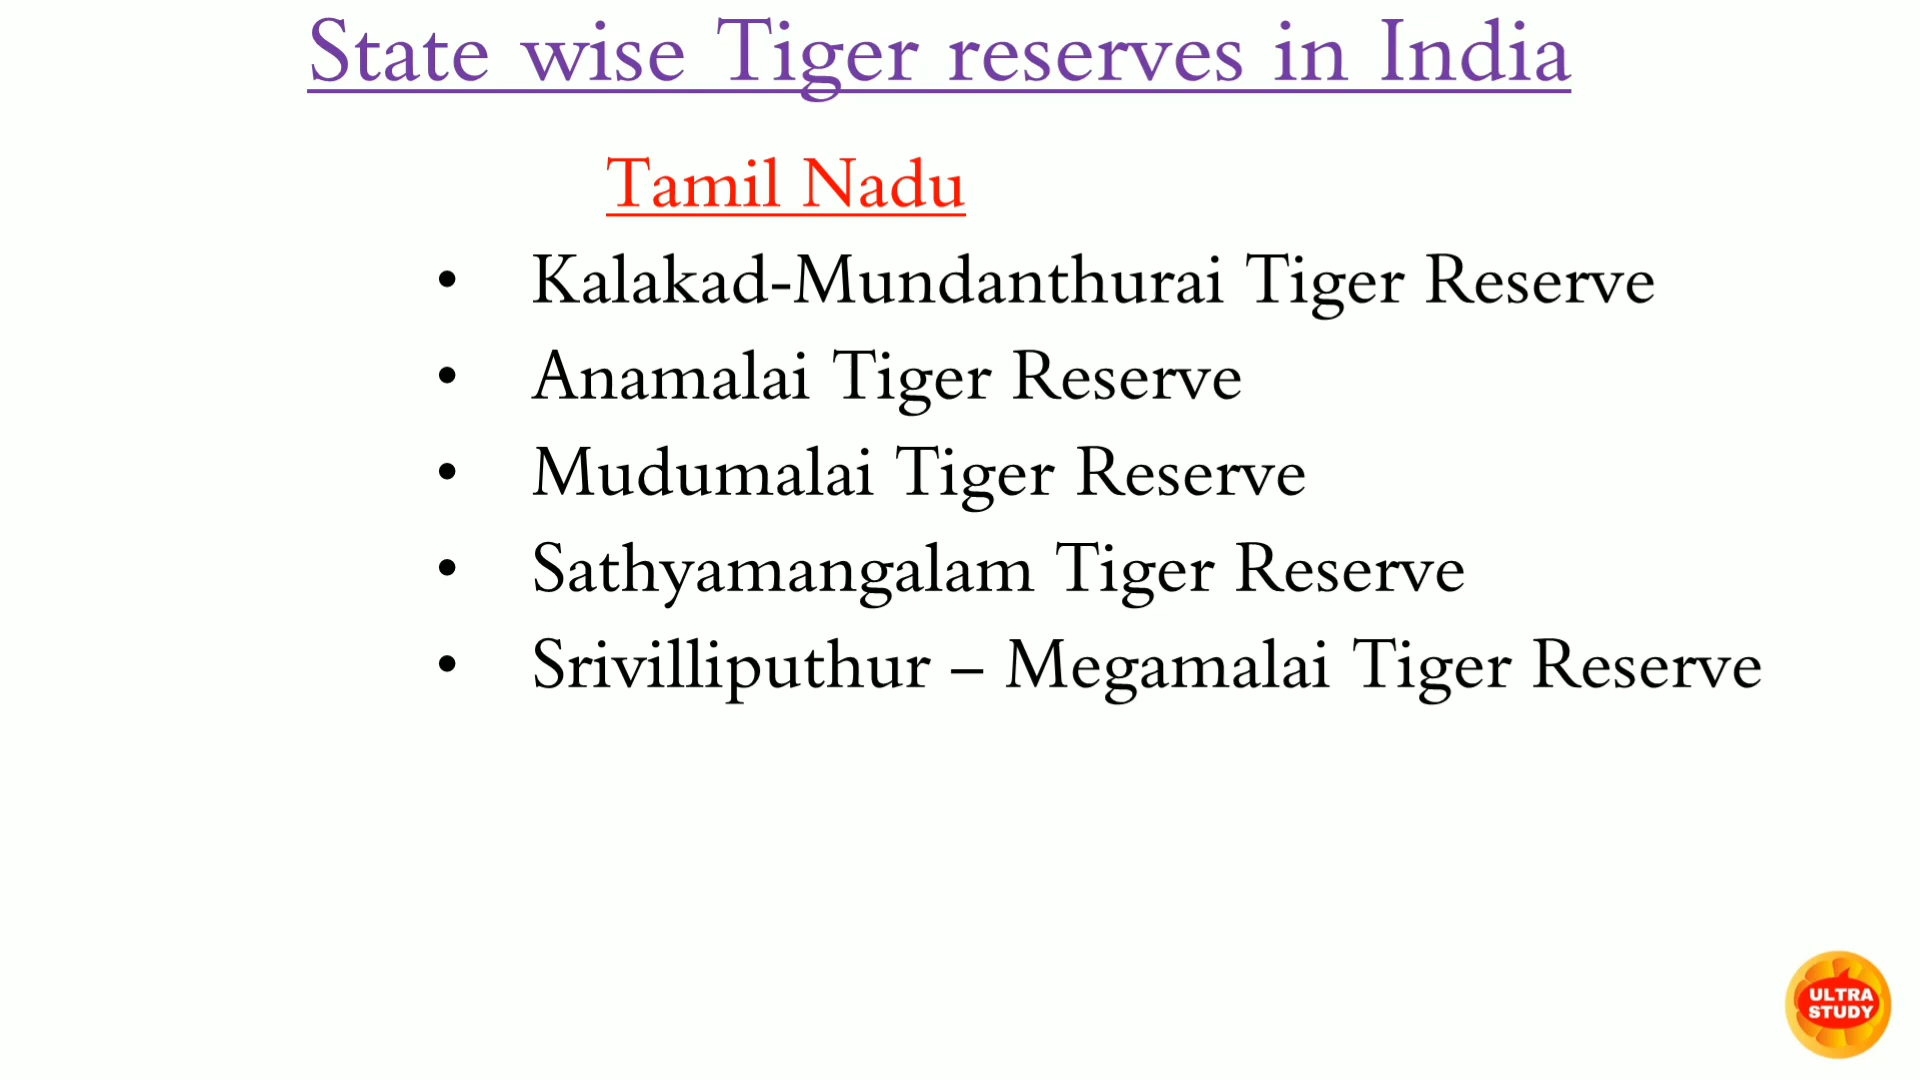 State wise Tiger reserves in India
Tamil Nadu
• Kalakad-Mundanthurai Tiger Reserve
• Anamalai Tiger Reserve
• Mudumalai Tiger Reserve
• Sathyamangalam Tiger Reserve
• Srivilliputhur – Megamalai Tiger Reserve
ULTRA
STUDY